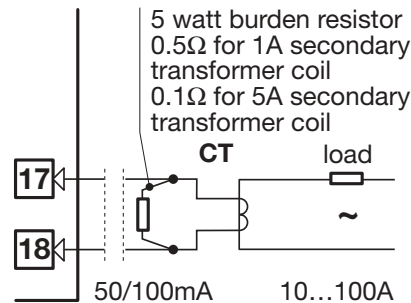 5 watt burden resistor
0.5Ω for 1A secondary
transformer coil
0.1Ω for 5A secondary
transformer coil
CT load
17
~
18
50/100mA 10...100A